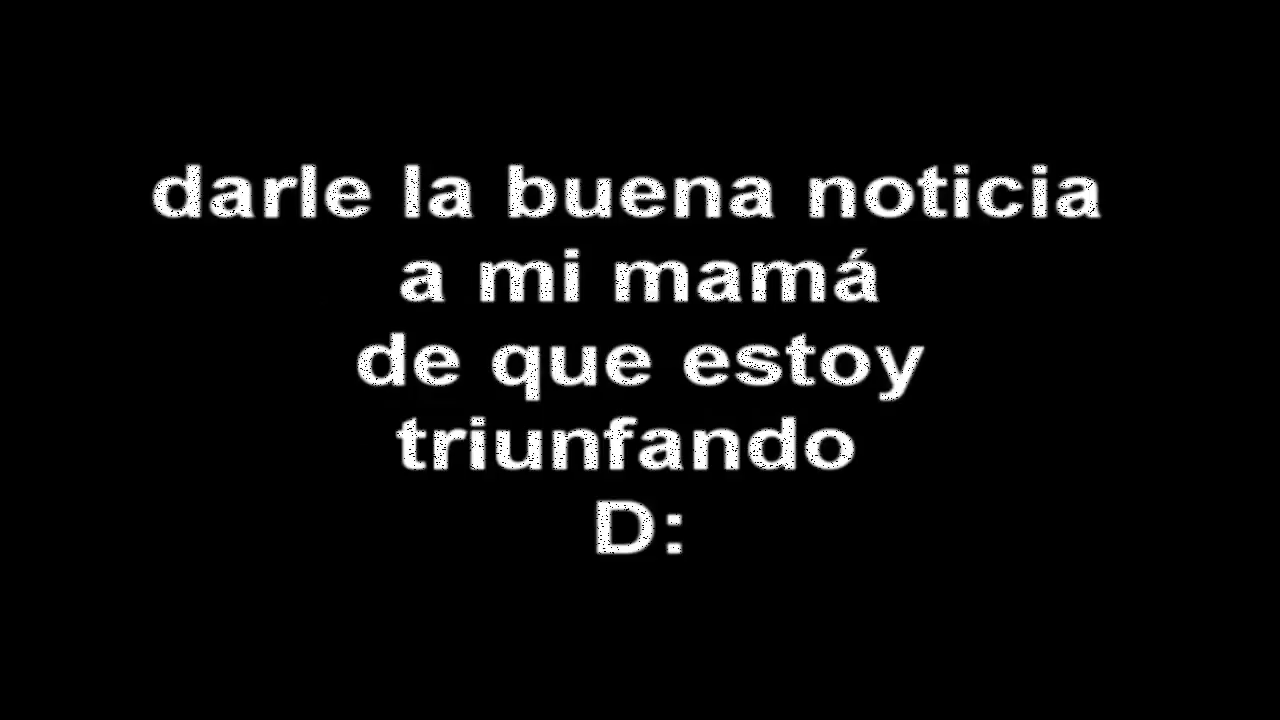 darle la buena noticia
a mi mamá
de que estoy
triunfando
D: